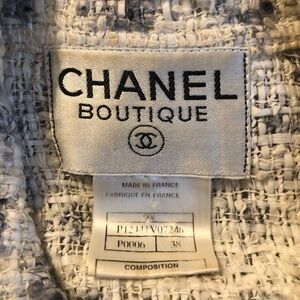 CHANEL
BOUTIQUE
MADE IN FRANCE
FABRIQUE EN FRANCE
P0006 38
COMPOSITION